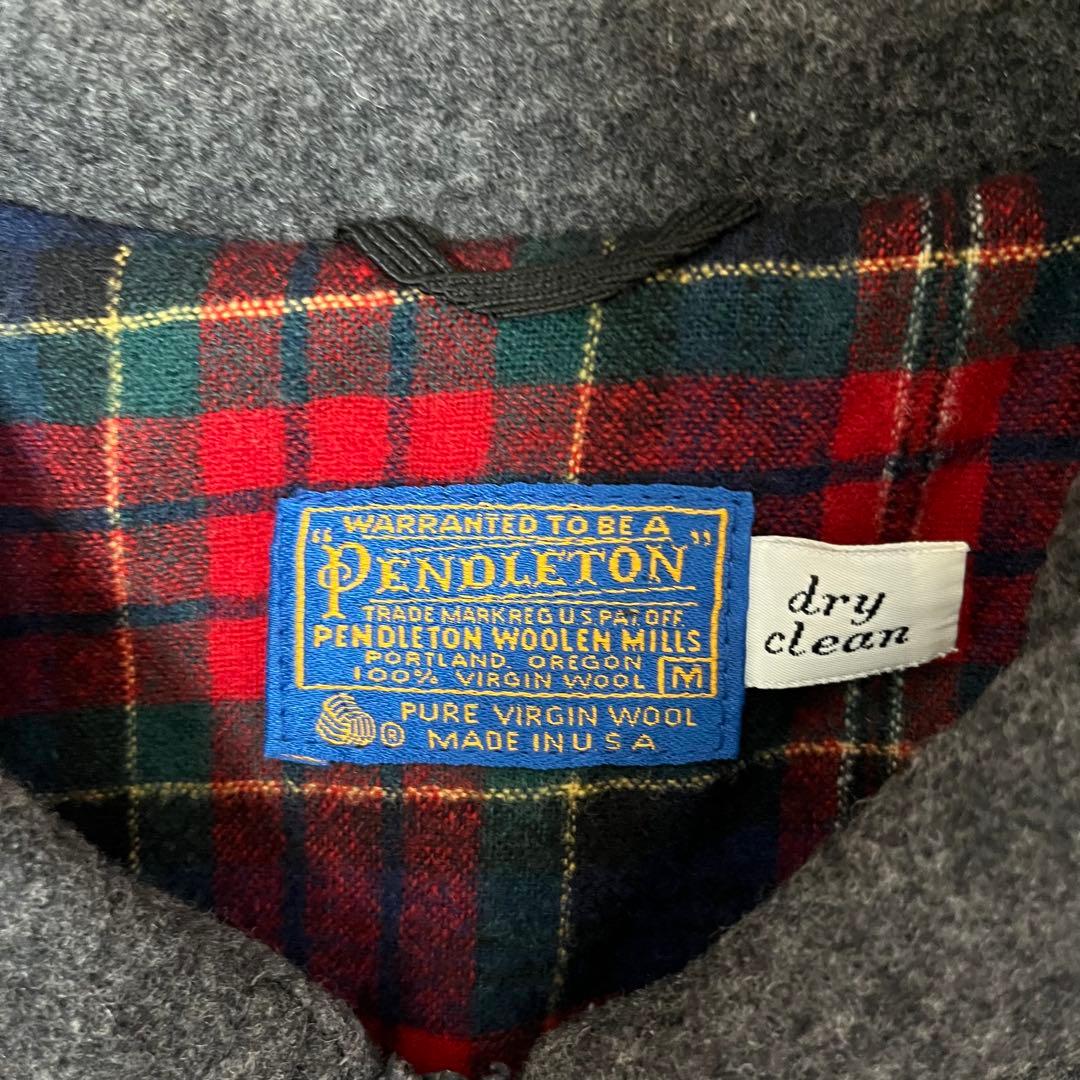 WARRANTED TO BE A
"PENDLETON"
TRADE MARK REG U S. PAT. OFF.
PENDLETON WOOLEN MILLS
PORTLAND, OREGON
100% VIRGIN WOOL M
® PURE VIRGIN WOOL
MADE IN U S A
dry
clean